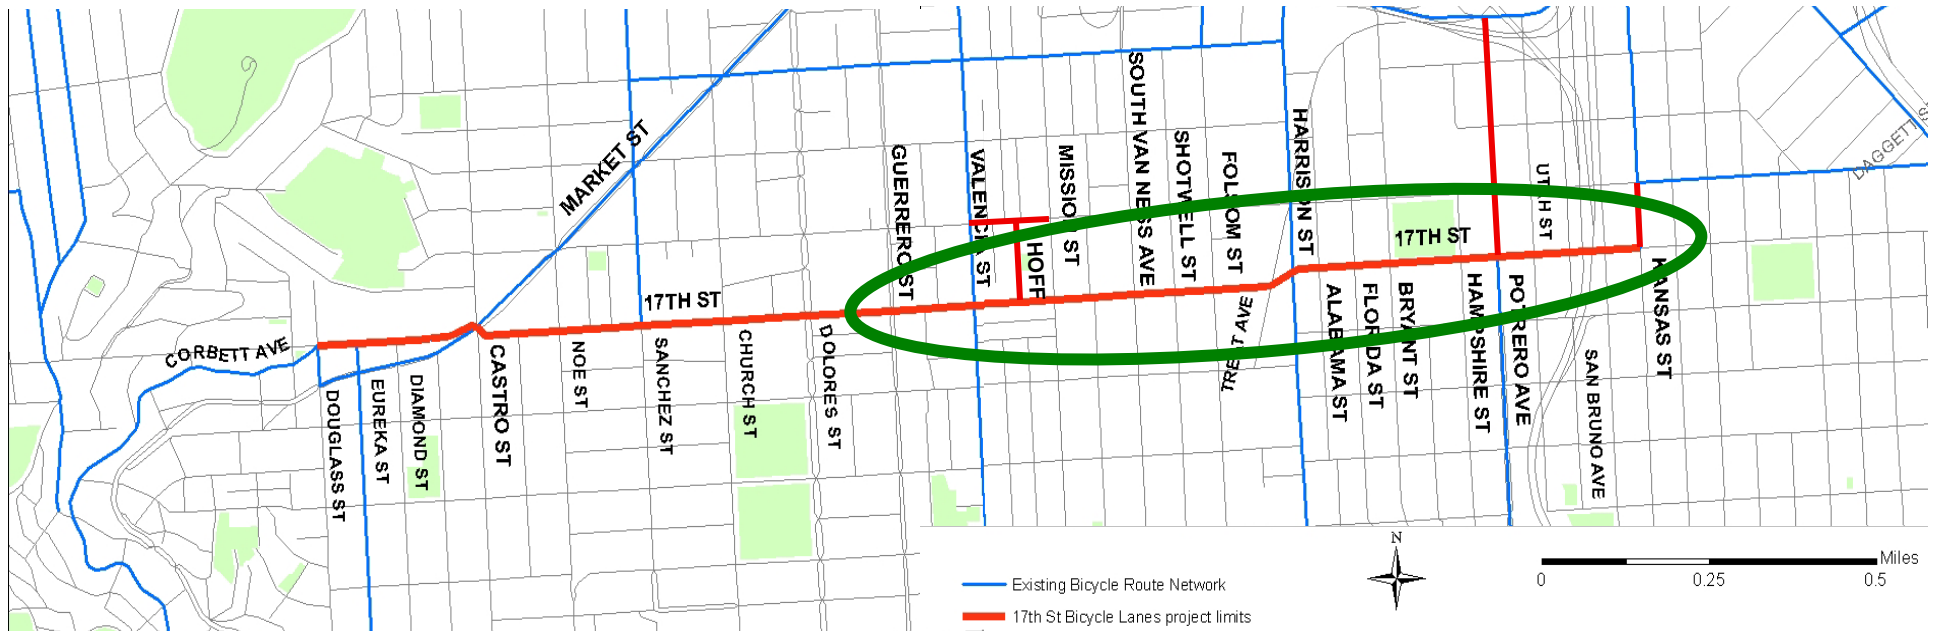 MARKET ST
CORBETT AVE
17TH ST
DOUGLASS ST
EUREKA ST
DIAMOND ST
CASTRO ST
NOE ST
SANCHEZ ST
CHURCH ST
DOLORES ST
GUERRERO ST
VALENCIA ST
HOFF
MISSION ST
SOUTH VAN NESS AVE
SHOTWELL ST
FOLSOM ST
TREAT AVE
HARRISON ST
ALABAMA ST
FLORIDA ST
BRYANT ST
17TH ST
HAMPSHIRE ST
POTRERO AVE
UTAH ST
SAN BRUNO AVE
KANSAS ST
DAGGETT S
N
Miles
0 0.25 0.5
Existing Bicycle Route Network
17th St Bicycle Lanes project limits